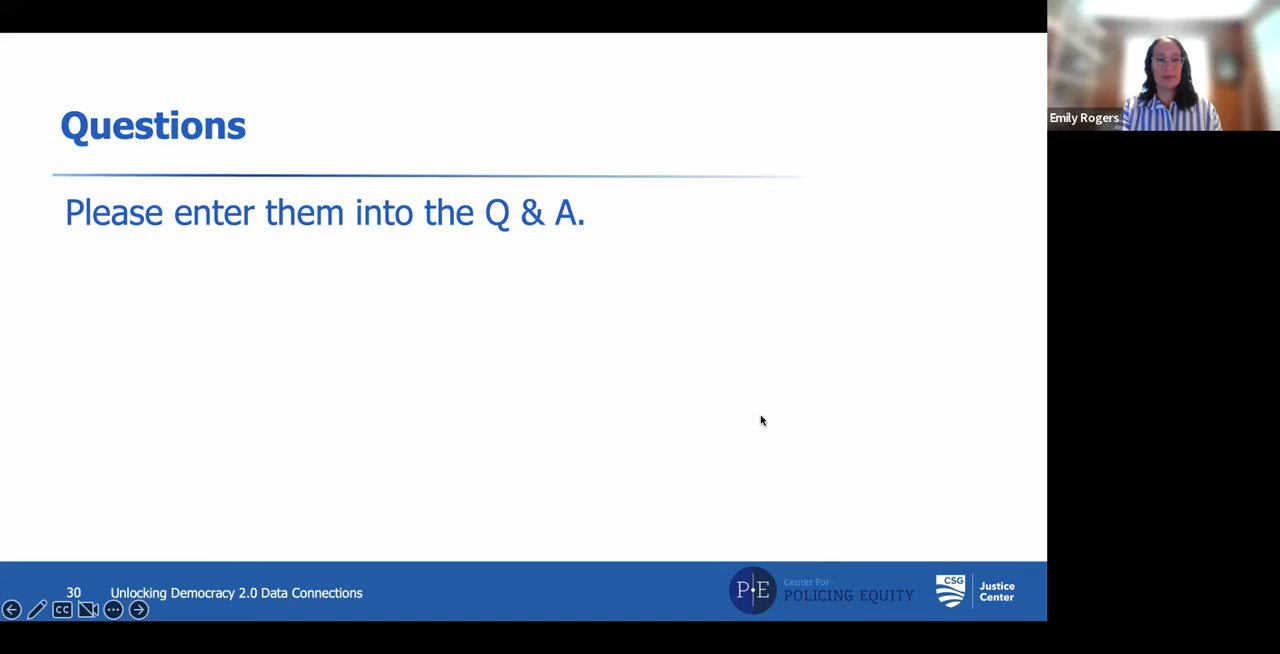 Questions
Please enter them into the Q & A.
Emily Rogers
30
Unlocking Democracy 2.0 Data Connections
P·E
Center For
POLICING EQUITY
CSG
Justice
Center
CC